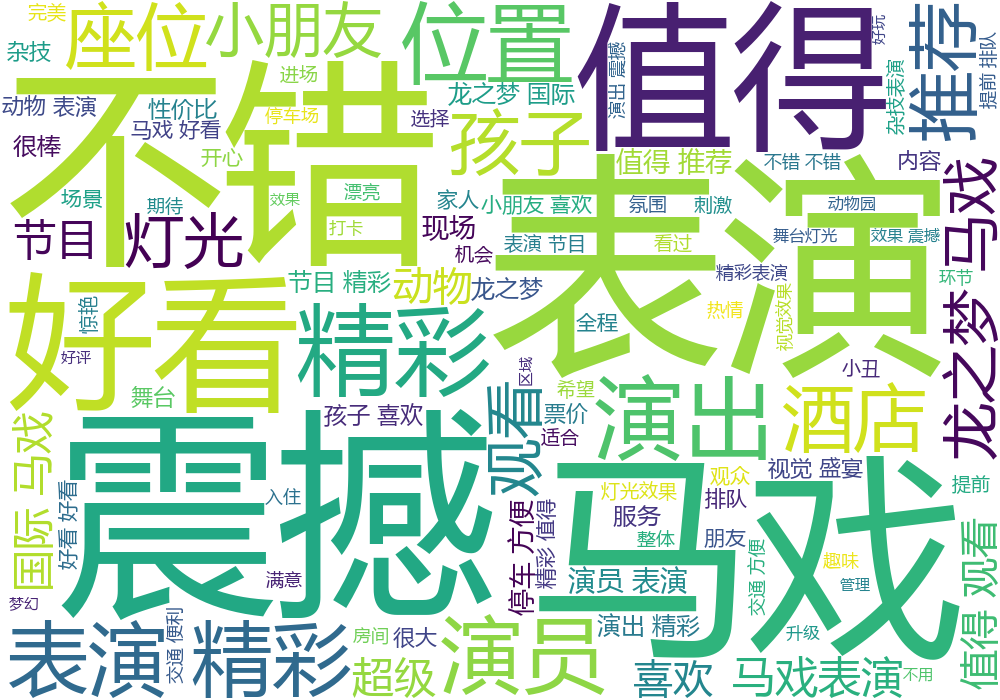 完美
座位
小朋友
位置
值得
好玩
推荐
提前 排队
杂技
进场
演出 震撼
杂技表演
动物 表演
性价比
停车场
龙之梦 国际
不错
很棒
马戏 好看
选择
孩子
开心
值得 推荐
不错 不错
内容
场景
期待
效果
漂亮
家人
小朋友 喜欢
氛围
刺激
动物园
表演
龙之梦 马戏
节目
灯光
打卡
现场
机会
表演 节目
看过
舞台灯光
效果 震撼
节目 精彩
动物
龙之梦
精彩表演
环节
好看
惊艳
好评
精彩
全程
热情
视觉效果
小丑
区域
舞台
孩子 喜欢
观看
希望
票价
适合
演出
酒店
国际 马戏
震撼
马戏
好看 好看
入住
满意
停车 方便
精彩 值得
灯光效果
观众
视觉 盛宴
排队
服务
整体
朋友
交通 方便
提前
值得 观看
梦幻
演员 表演
趣味
管理
表演 精彩
交通 便利
房间
很大
超级
演员
演出 精彩
升级
喜欢
马戏表演
不用